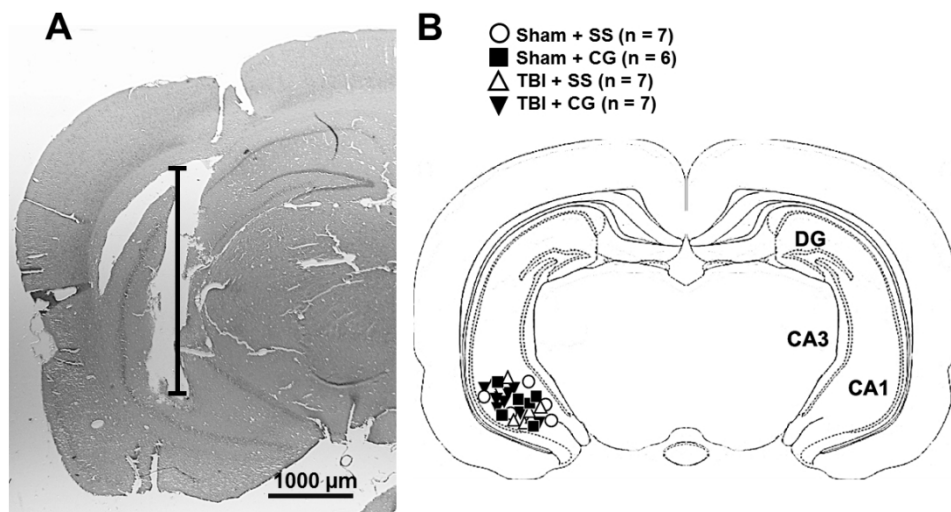 A
1000 µm
B
Sham + SS (n = 7)
Sham + CG (n = 6)
TBI + SS (n = 7)
TBI + CG (n = 7)
DG
CA3
CA1